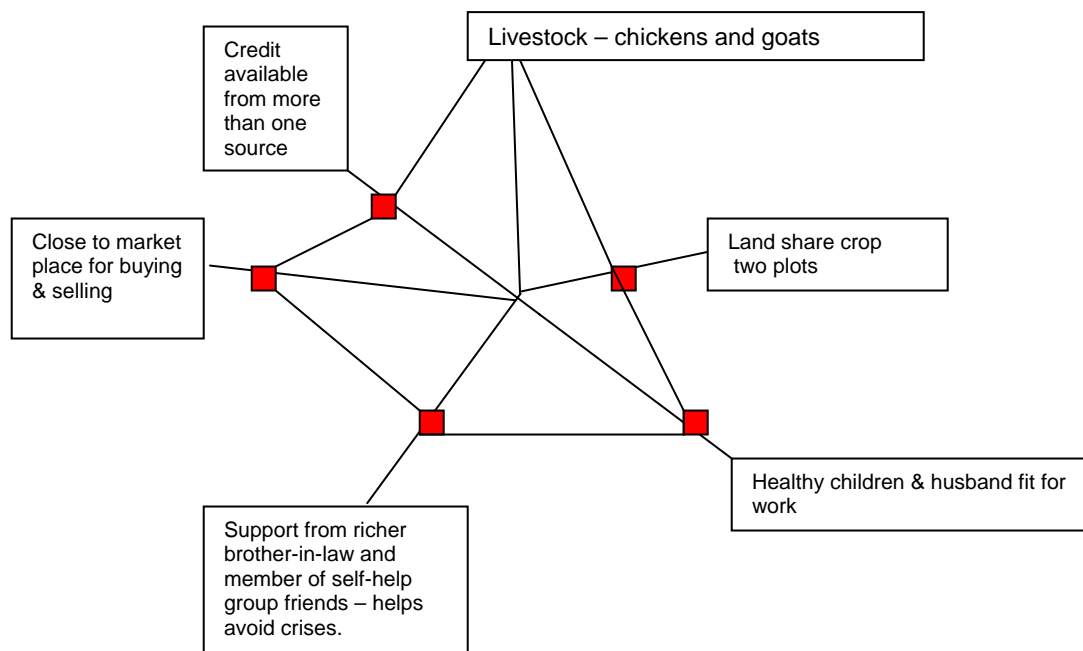 Livestock – chickens and goats
Credit
available
from more
than one
source
Close to market
place for buying
& selling
Land share crop
two plots
Healthy children & husband fit for
work
Support from richer
brother-in-law and
member of self-help
group friends – helps
avoid crises.